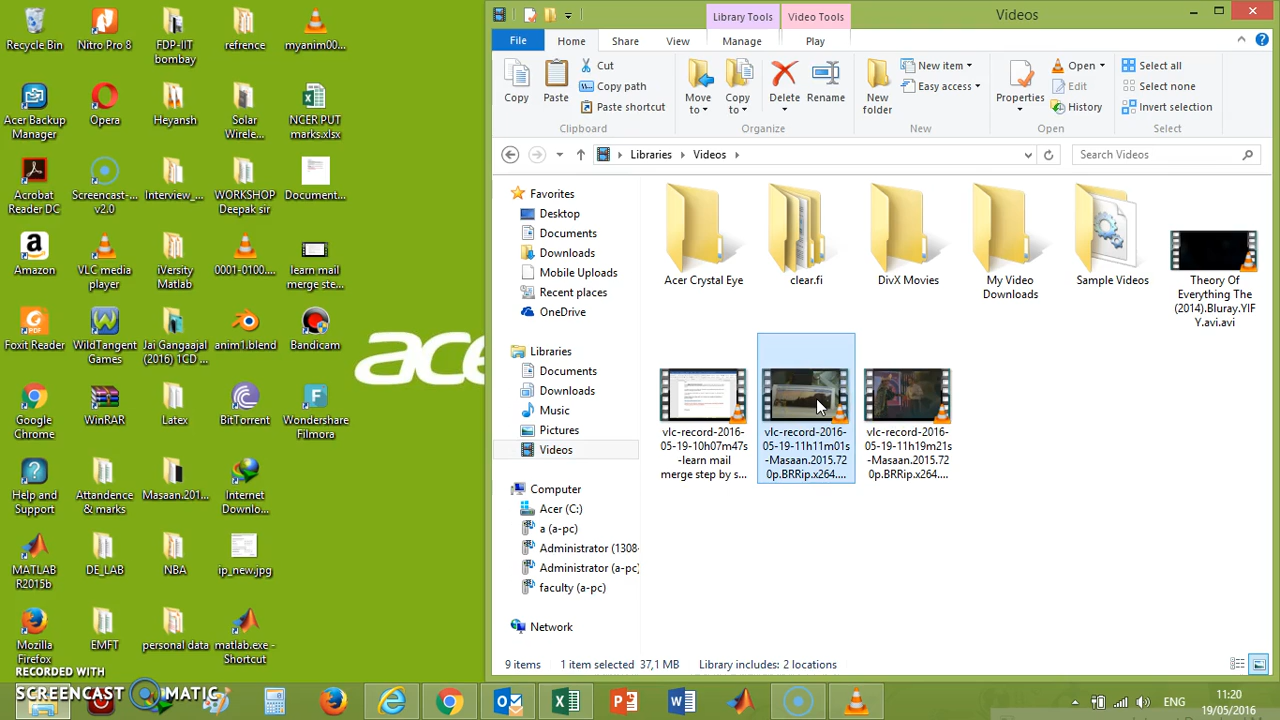 Recycle Bin
Nitro Pro 8
FDP-IIT
bombay
refrence
myanim00...
Acer Backup
Manager
Opera
Heyansh
Solar
Wirele...
NCER PUT
marks.xlsx
Acrobat
Reader DC
Screencast-...
v2.0
Interview_...
WORKSHOP
Deepak sir
Document...
Amazon
VLC media
player
iVersity
Matlab
0001-0100....
learn mail
merge ste...
Foxit Reader
WildTangent
Games
Jai Gangaajal
(2016) 1CD ...
anim1.blend
Bandicam
Google
Chrome
WinRAR
Latex
BitTorrent
Wondershare
Filmora
Help and
Support
Attendence
& marks
Masaan.201...
Internet
Downlo...
MATLAB
R2015b
DE_LAB
NBA
ip_new.jpg
Mozilla
Firefox
EMFT
personal data
matlab.exe -
Shortcut
RECORDED WITH
SCREENCAST MATIC
Library Tools
Video Tools
Videos
File
Home
Share
View
Manage
Play
Copy
Paste
Cut
Copy path
Paste shortcut
Clipboard
Move
to
Copy
to
Delete
Rename
Organize
New
folder
New item
Easy access
New
Properties
Open
Edit
History
Open
Select all
Select none
Invert selection
Select
Libraries
Videos
Search Videos
Favorites
Desktop
Documents
Downloads
Mobile Uploads
Recent places
OneDrive
Libraries
Documents
Downloads
Music
Pictures
Videos
Computer
Acer (C:)
a (a-pc)
Administrator (1308-
Administrator (a-pc)
faculty (a-pc)
Network
Acer Crystal Eye
clear.fi
DivX Movies
My Video
Downloads
Sample Videos
Theory Of
Everything The
(2014).Bluray.YIF
Y.avi.avi
vlc-record-2016-
05-19-10h07m47s
-learn mail
merge step by s...
vlc-record-2016-
05-19-11h11m01s
-Masaan.2015.72
0p.BRRip.x264....
vlc-record-2016-
05-19-11h19m21s
-Masaan.2015.72
0p.BRRip.x264....
9 items
1 item selected 37,1 MB
Library includes: 2 locations
ENG
11:20
19/05/2016